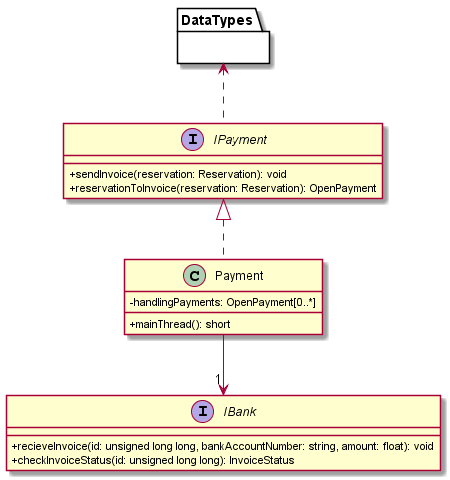 DataTypes
I IPayment
+sendInvoice(reservation: Reservation): void
+reservationToInvoice(reservation: Reservation): OpenPayment
C Payment
-handlingPayments: OpenPayment[0..*]
+mainThread(): short
1
I IBank
+recieveInvoice(id: unsigned long long, bankAccountNumber: string, amount: float): void
+checkInvoiceStatus(id: unsigned long long): InvoiceStatus